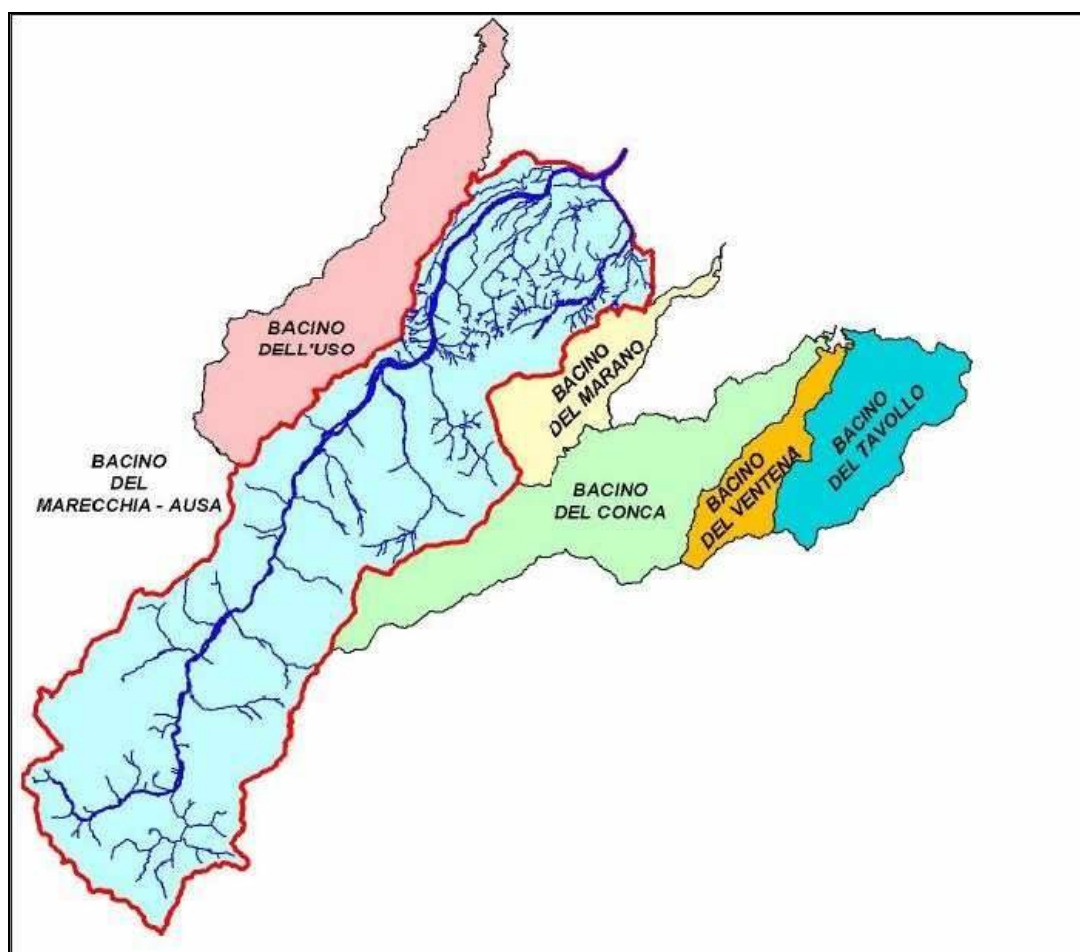 BACINO
DELL'USO
BACINO
DEL MARANO
BACINO
DEL
MARECCHIA - AUSA
BACINO
DEL CONCA
BACINO
DEL VENTENA
BACINO
DEL TAVOLLO